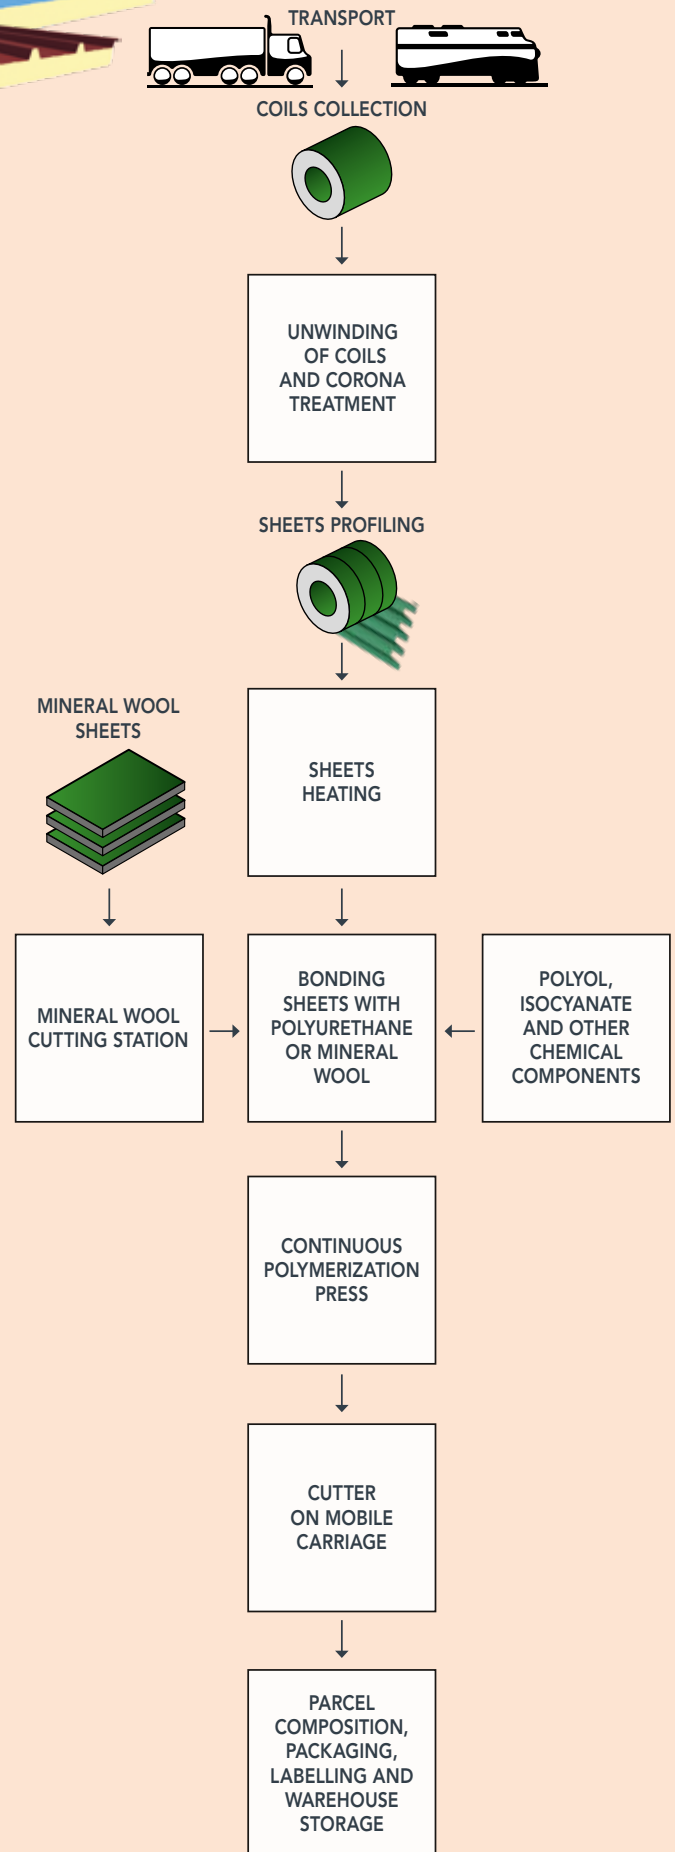 TRANSPORT
COILS COLLECTION
UNWINDING
OF COILS
AND CORONA
TREATMENT
SHEETS PROFILING
MINERAL WOOL
SHEETS
SHEETS
HEATING
MINERAL WOOL
CUTTING STATION
BONDING
SHEETS WITH
POLYURETHANE
OR MINERAL
WOOL
POLYOL,
ISOCYANATE
AND OTHER
CHEMICAL
COMPONENTS
CONTINUOUS
POLYMERIZATION
PRESS
CUTTER
ON MOBILE
CARRIAGE
PARCEL
COMPOSITION,
PACKAGING,
LABELLING AND
WAREHOUSE
STORAGE